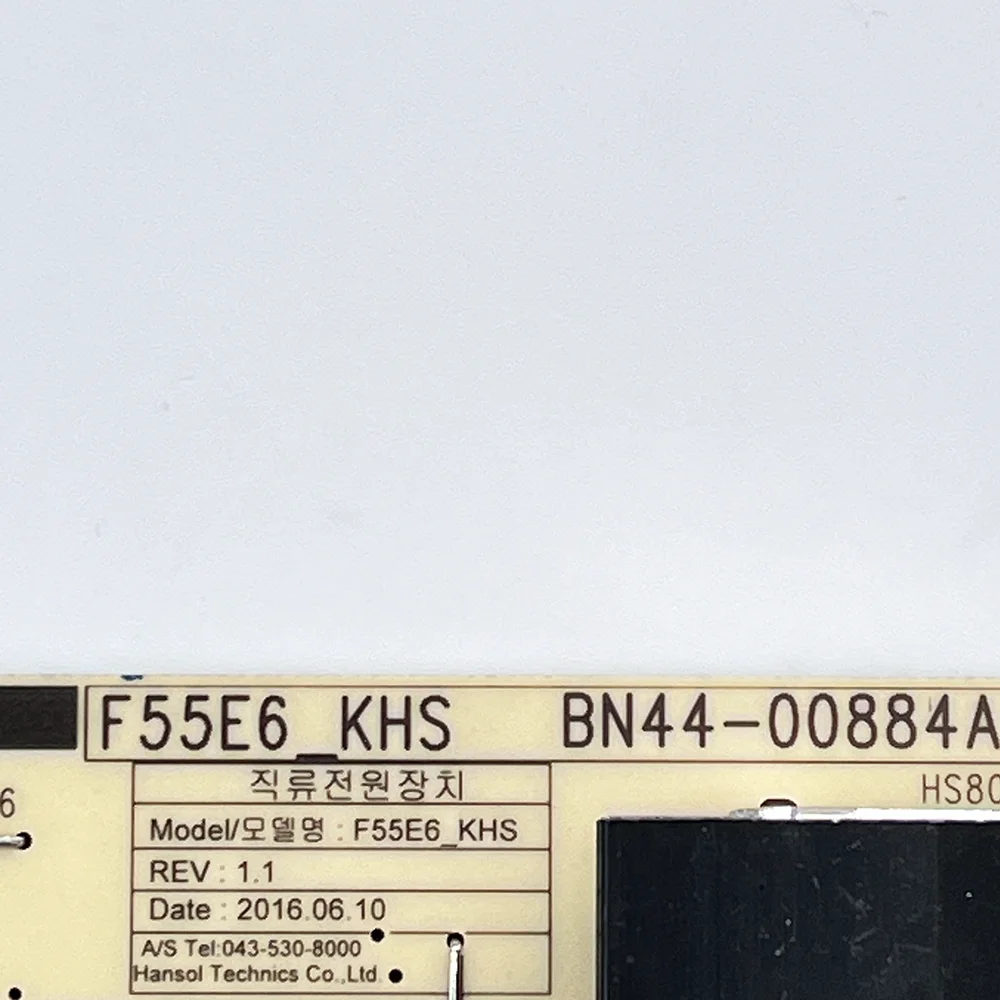 F55E6_KHS BN44-00884A
직류전원장치
HS80
6
Model/모델명 : F55E6_KHS
REV : 1.1
Date : 2016.06.10
A/S Tel:043-530-8000
Hansol Technics Co.,Ltd.